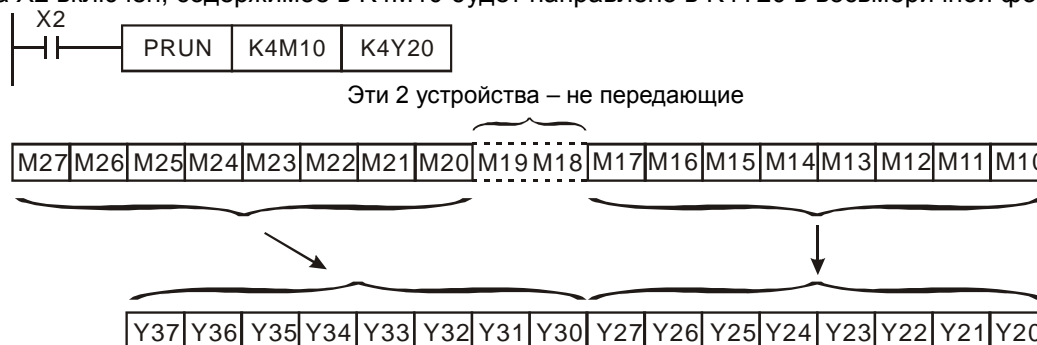 X2
PRUN K4M10 K4Y20
Эти 2 устройства – не передающие
M27 M26 M25 M24 M23 M22 M21 M20 M19 M18 M17 M16 M15 M14 M13 M12 M11 M10
Y37 Y36 Y35 Y34 Y33 Y32 Y31 Y30 Y27 Y26 Y25 Y24 Y23 Y22 Y21 Y20